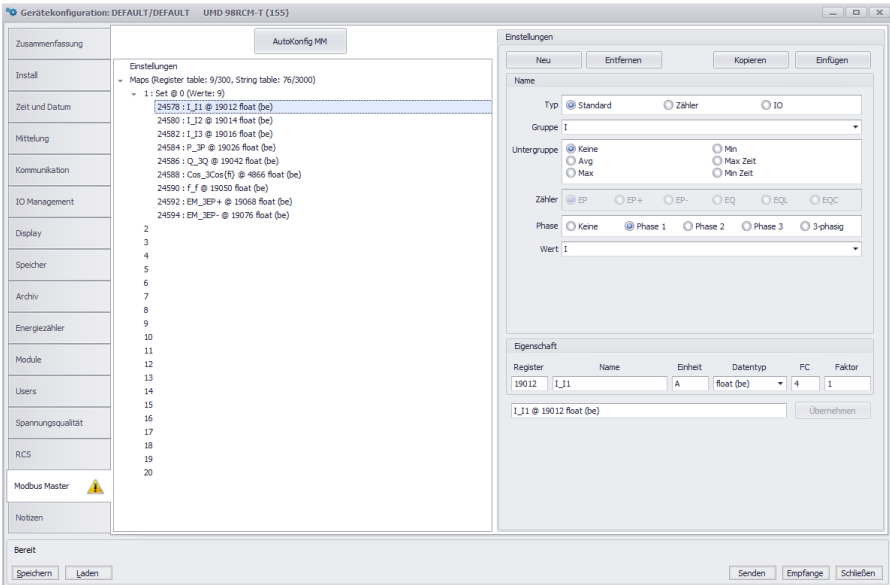 Gerätekonfiguration: DEFAULT/DEFAULT UMD 98RCM-T (155)
Zusammenfassung
Install
Zeit und Datum
Mittelung
Kommunikation
IO Management
Display
Speicher
Archiv
Energiezähler
Module
Users
Spannungsqualität
RCS
Modbus Master
Notizen
AutoKonfig MM
Einstellungen
Maps (Register table: 9/300, String table: 76/3000)
1 : Set @ 0 (Werte: 9)
24578 : I_I1 @ 19012 float (be)
24580 : I_I2 @ 19014 float (be)
24582 : I_I3 @ 19016 float (be)
24584 : P_3P @ 19026 float (be)
24586 : Q_3Q @ 19042 float (be)
24588 : Cos_3Cos{fi} @ 4866 float (be)
24590 : f_f @ 19050 float (be)
24592 : EM_3EP+ @ 19068 float (be)
24594 : EM_3EP- @ 19076 float (be)
2
3
4
5
6
7
8
9
10
11
12
13
14
15
16
17
18
19
20
Einstellungen
Neu Entfernen Kopieren Einfügen
Name
Typ Standard Zähler IO
Gruppe I
Untergruppe Keine Min
Avg Max Zeit
Max Min Zeit
Zähler EP EP+ EP- EQ EQL EQC
Phase Keine Phase 1 Phase 2 Phase 3 3-phasig
Wert I
Eigenschaft
Register Name Einheit Datentyp FC Faktor
19012 I_I1 A float (be) 4 1
I_I1 @ 19012 float (be) Übernehmen
Bereit
Speichern Laden Senden Empfange Schließen